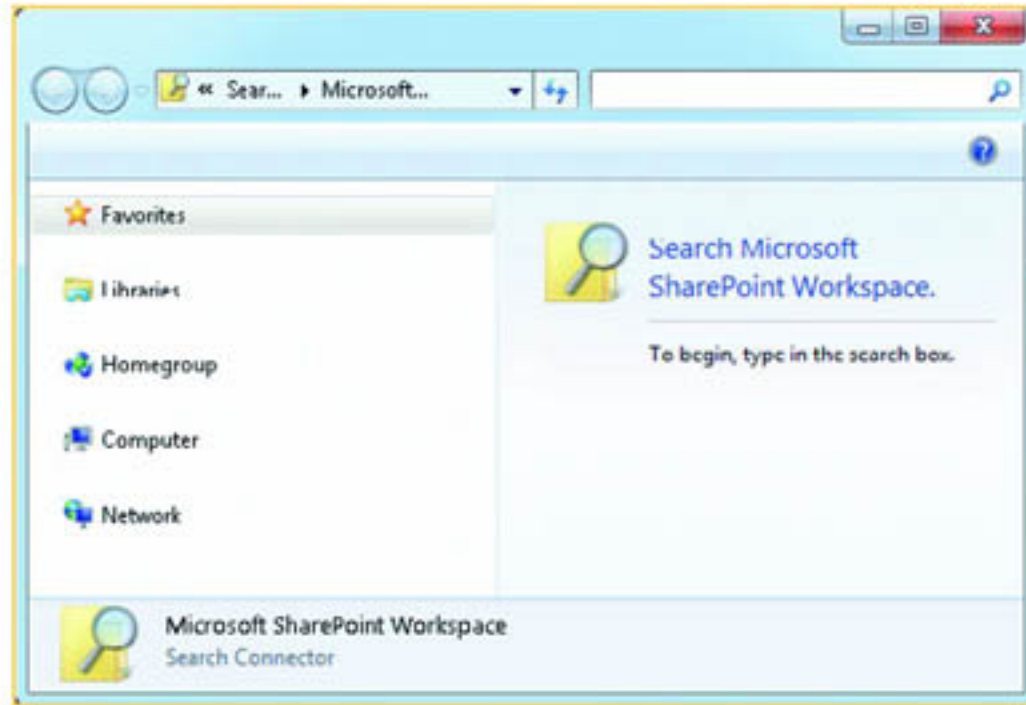 « Sear... Microsoft...
Favorites
Libraries
Homegroup
Computer
Network
Search Microsoft
SharePoint Workspace.
To begin, type in the search box.
Microsoft SharePoint Workspace
Search Connector